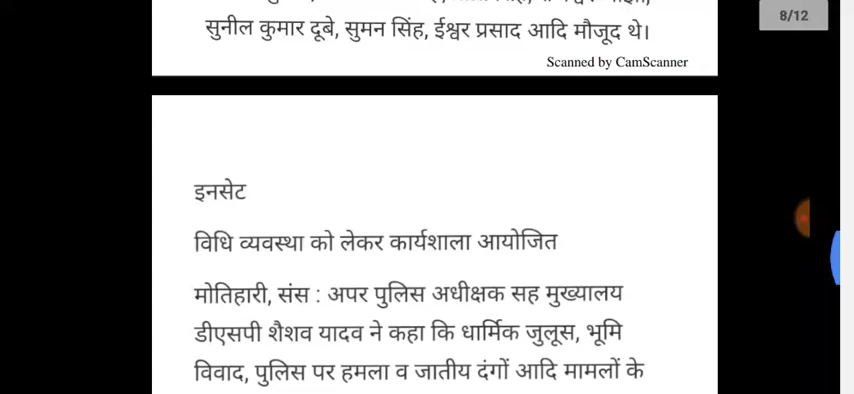 8/12
सुनील कुमार दूबे, सुमन सिंह, ईश्वर प्रसाद आदि मौजूद थे।
Scanned by CamScanner
इनसेट
विधि व्यवस्था को लेकर कार्यशाला आयोजित
मोतिहारी, संस : अपर पुलिस अधीक्षक सह मुख्यालय
डीएसपी शैशव यादव ने कहा कि धार्मिक जुलूस, भूमि
विवाद, पुलिस पर हमला व जातीय दंगों आदि मामलों के